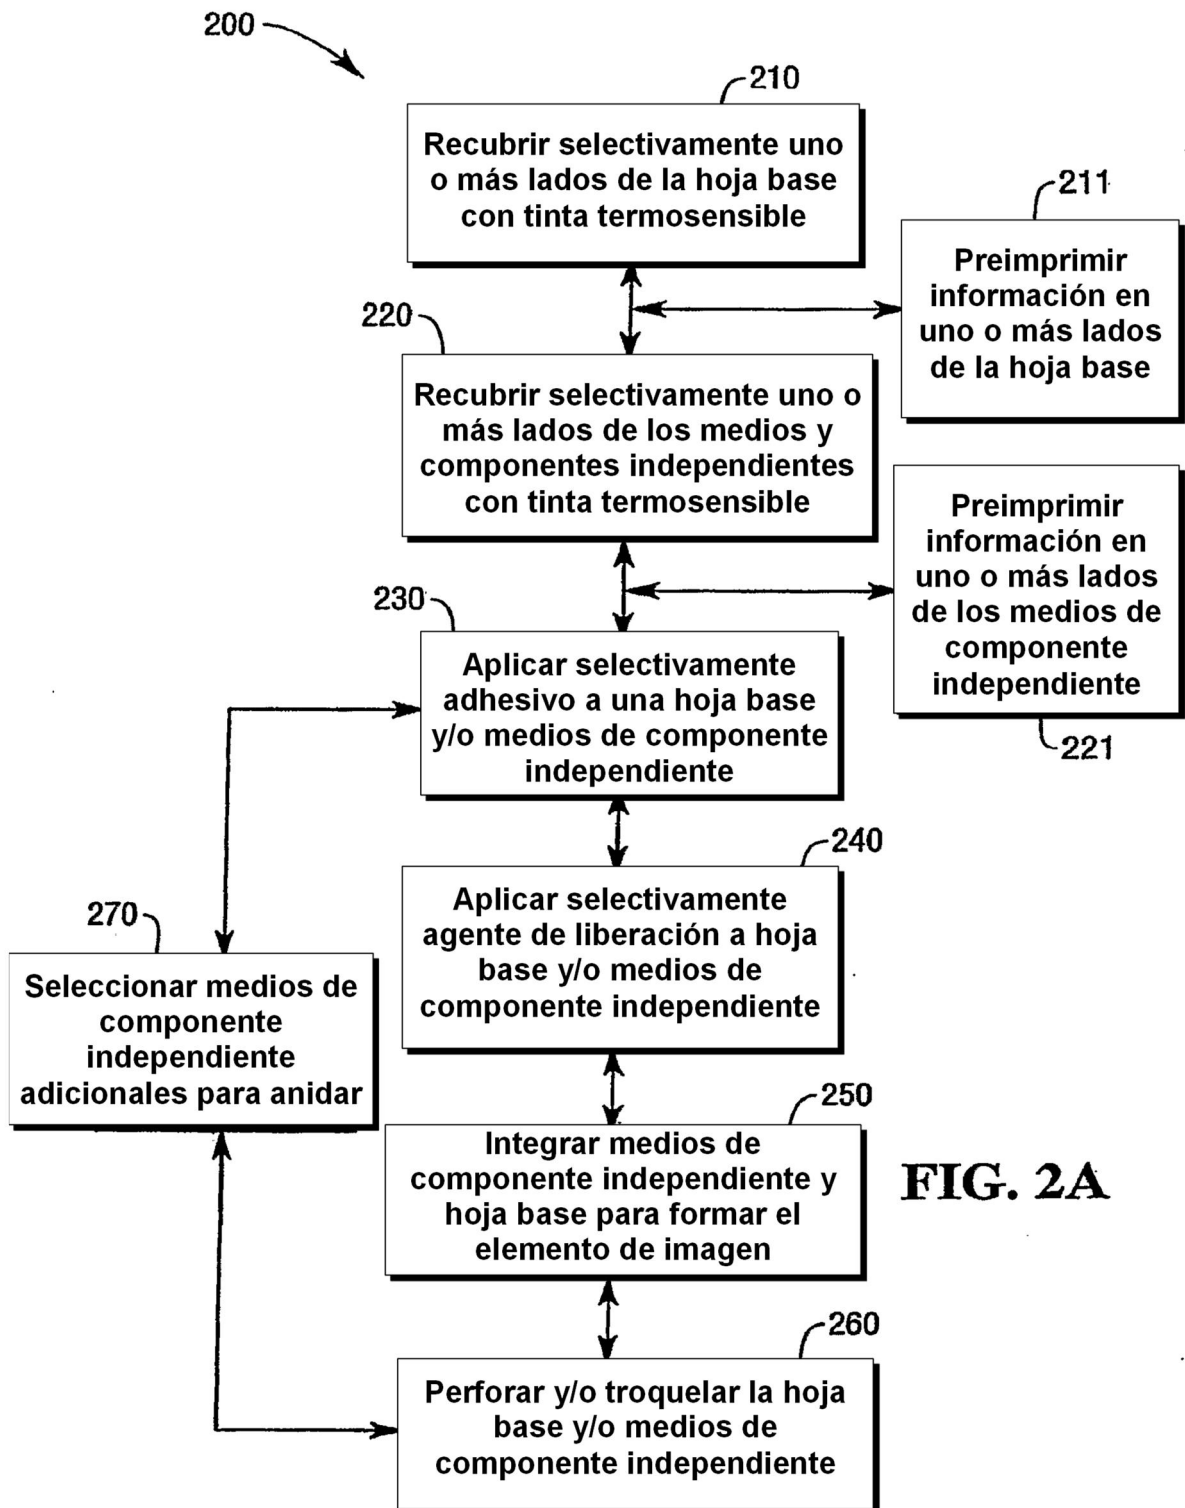 200
210
Recubrir selectivamente uno
o más lados de la hoja base
con tinta termosensible
211
Preimprimir
información en
uno o más lados
de la hoja base
220
Recubrir selectivamente uno o
más lados de los medios y
componentes independientes
con tinta termosensible
Preimprimir
información en
uno o más lados
de los medios de
componente
independiente
221
230
Aplicar selectivamente
adhesivo a una hoja base
y/o medios de componente
independiente
240
Aplicar selectivamente
agente de liberación a hoja
base y/o medios de
componente independiente
270
Seleccionar medios de
componente
independiente
adicionales para anidar
250
Integrar medios de
componente independiente y
hoja base para formar el
elemento de imagen
FIG. 2A
260
Perforar y/o troquelar la hoja
base y/o medios de
componente independiente